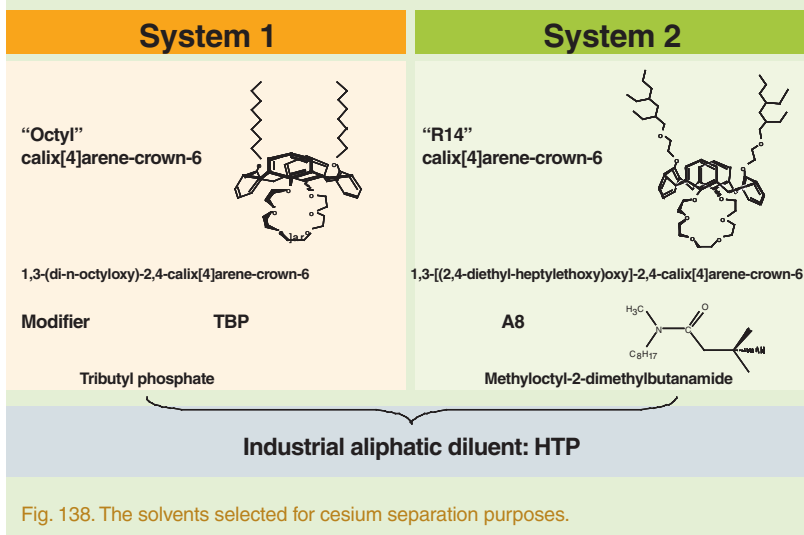 System 1
System 2
“Octyl”
calix[4]arene-crown-6
“R14”
calix[4]arene-crown-6
1,3-(di-n-octyloxy)-2,4-calix[4]arene-crown-6
1,3-[(2,4-diethyl-heptylethoxy)oxy]-2,4-calix[4]arene-crown-6
Modifier
TBP
A8
H₃C
O
N
C
C₈H₁₇
Tributyl phosphate
Methyloctyl-2-dimethylbutanamide
Industrial aliphatic diluent: HTP
Fig. 138. The solvents selected for cesium separation purposes.